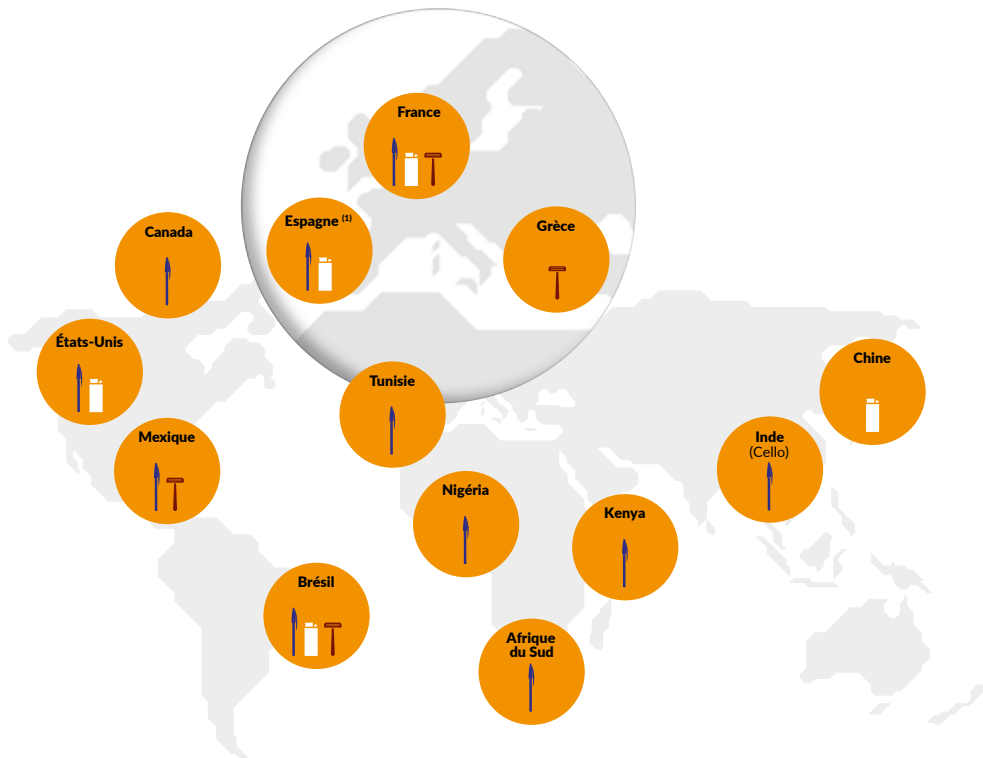 France
Espagne (1)
Grèce
Canada
États-Unis
Chine
Tunisie
Mexique
Inde
(Cello)
Nigéria
Kenya
Brésil
Afrique
du Sud